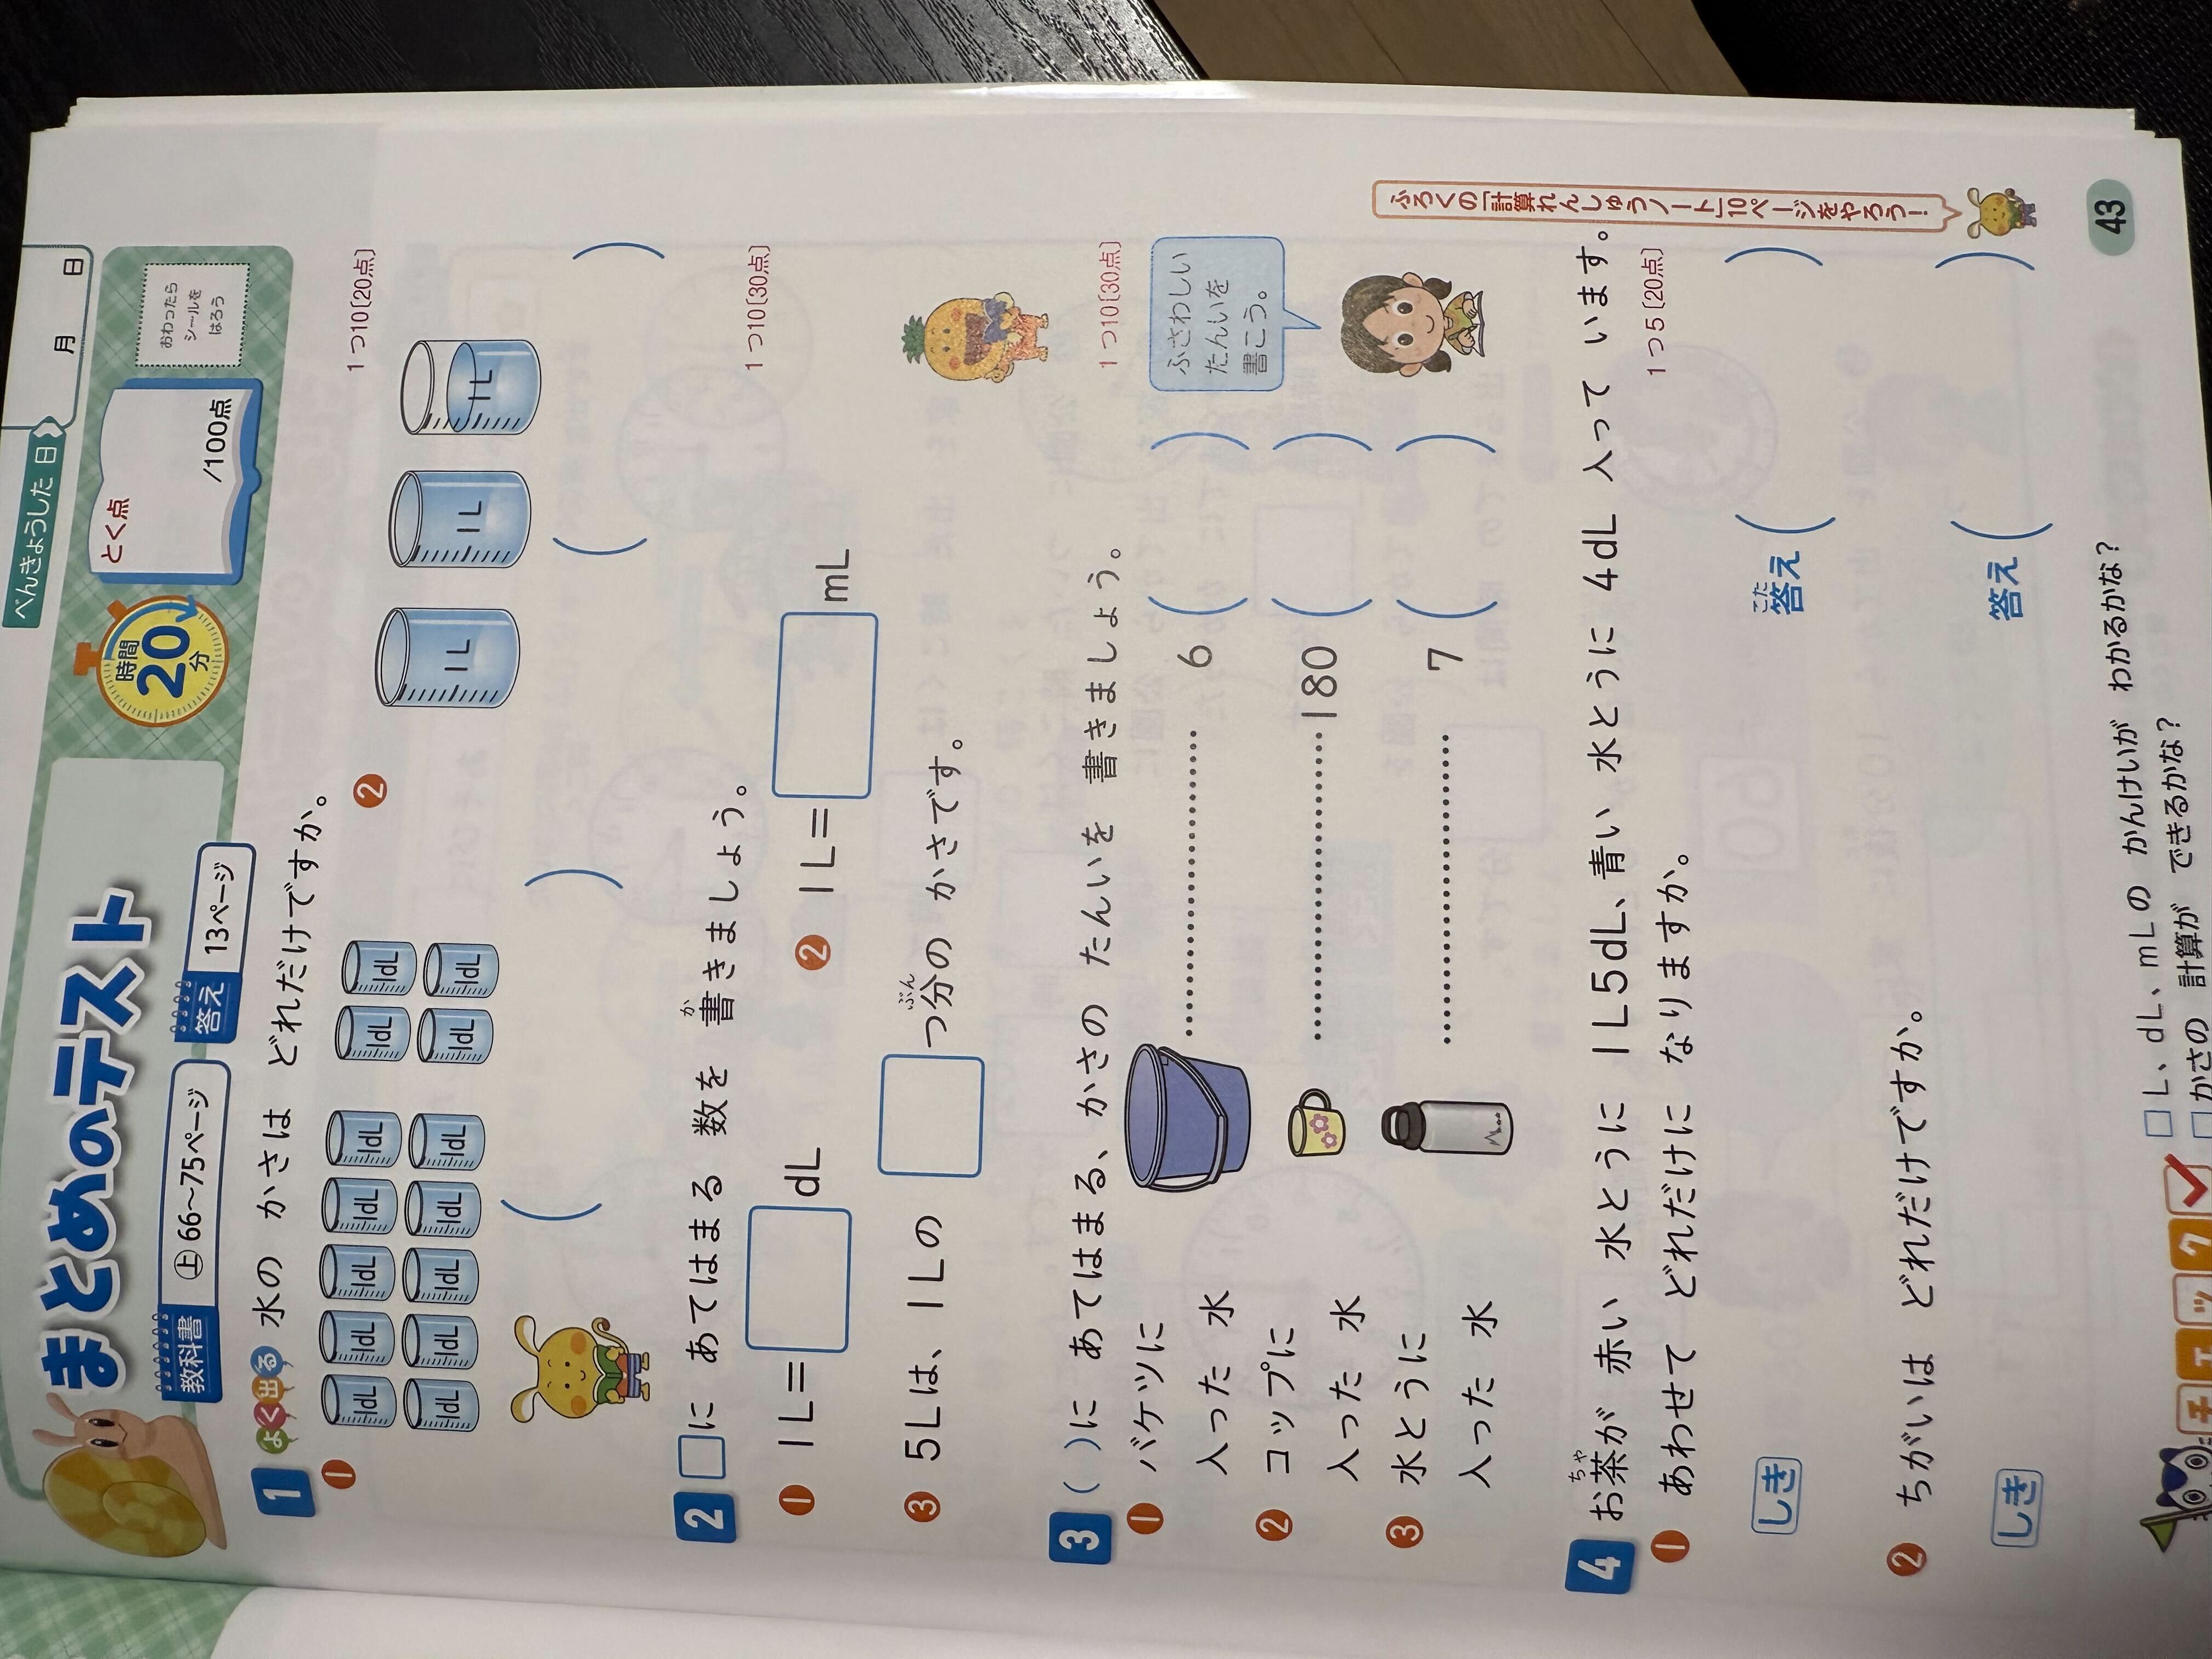 べんきょうした 日
月 日
まとめのテスト
時間
20
分
とく点
/100点
おわったら
シールを
はろう
教科書
㊤ 66〜75ページ
答え
13ページ
1
よく出る
水の かさは どれだけですか。
1つ10〔20点〕
❶
1dL 1dL 1dL 1dL 1dL 1dL 1dL
1dL 1dL 1dL 1dL 1dL 1dL 1dL
( )
❷
1L 1L 1L
( )
2
□に あてはまる 数を 書きましょう。
か
1つ10〔30点〕
❶ 1L=□dL
❷ 1L=□mL
❸ 5Lは、1Lの □つ分の かさです。
ぶん
3
( )に あてはまる、かさの たんいを 書きましょう。
1つ10〔30点〕
❶ バケツに
入った 水 6 ( )
❷ コップに
入った 水 180 ( )
❸ 水とうに
入った 水 7 ( )
ふさわしい
たんいを
書こう。
4
お茶が 赤い 水とうに 1L5dL、青い 水とうに 4dL 入って います。
ちゃ
1つ5〔20点〕
❶ あわせて どれだけに なりますか。
しき
こた
答え ( )
❷ ちがいは どれだけですか。
しき
答え ( )
ふろくの「計算れんしゅうノート」10ページをやろう！
チェック
□L、dL、mLの かんけいが わかるかな？
□かさの 計算が できるかな？
43